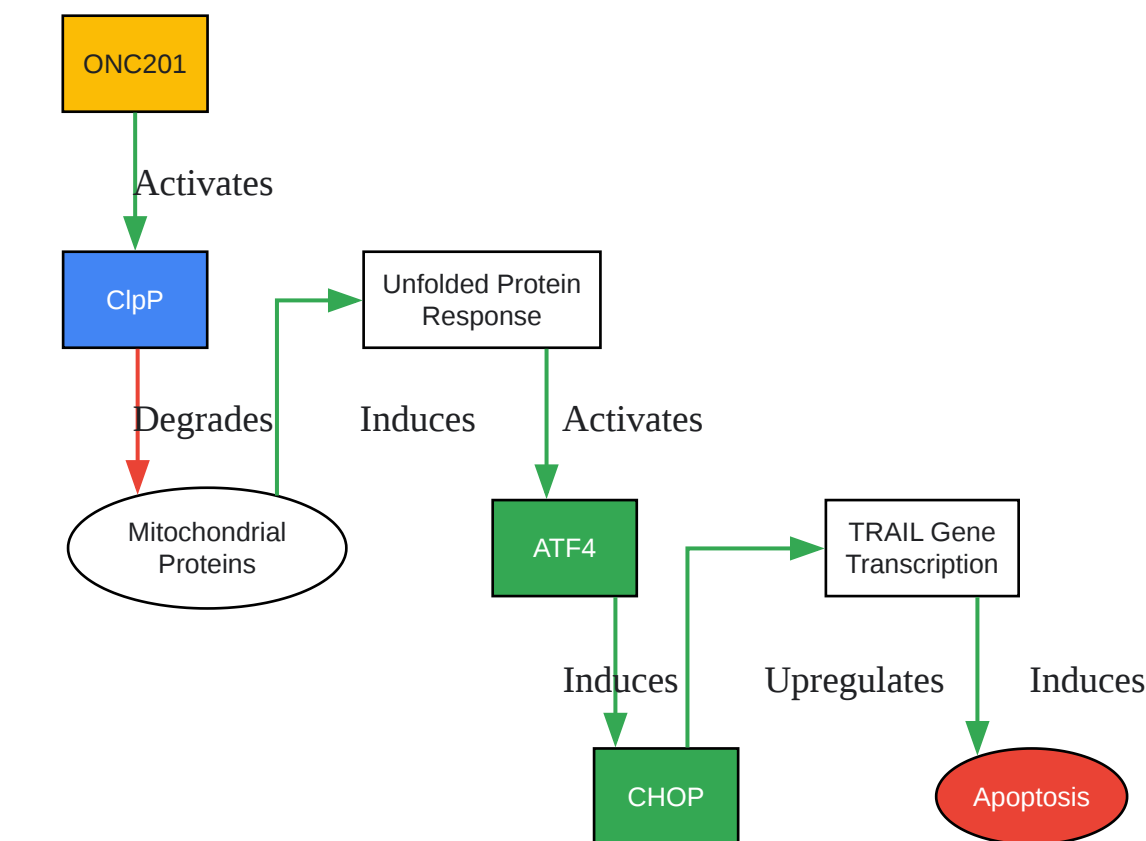 ONC201
Activates
ClpP
Unfolded Protein
Response
Degrades
Induces
Activates
Mitochondrial
Proteins
ATF4
TRAIL Gene
Transcription
Induces
Upregulates
Induces
CHOP
Apoptosis